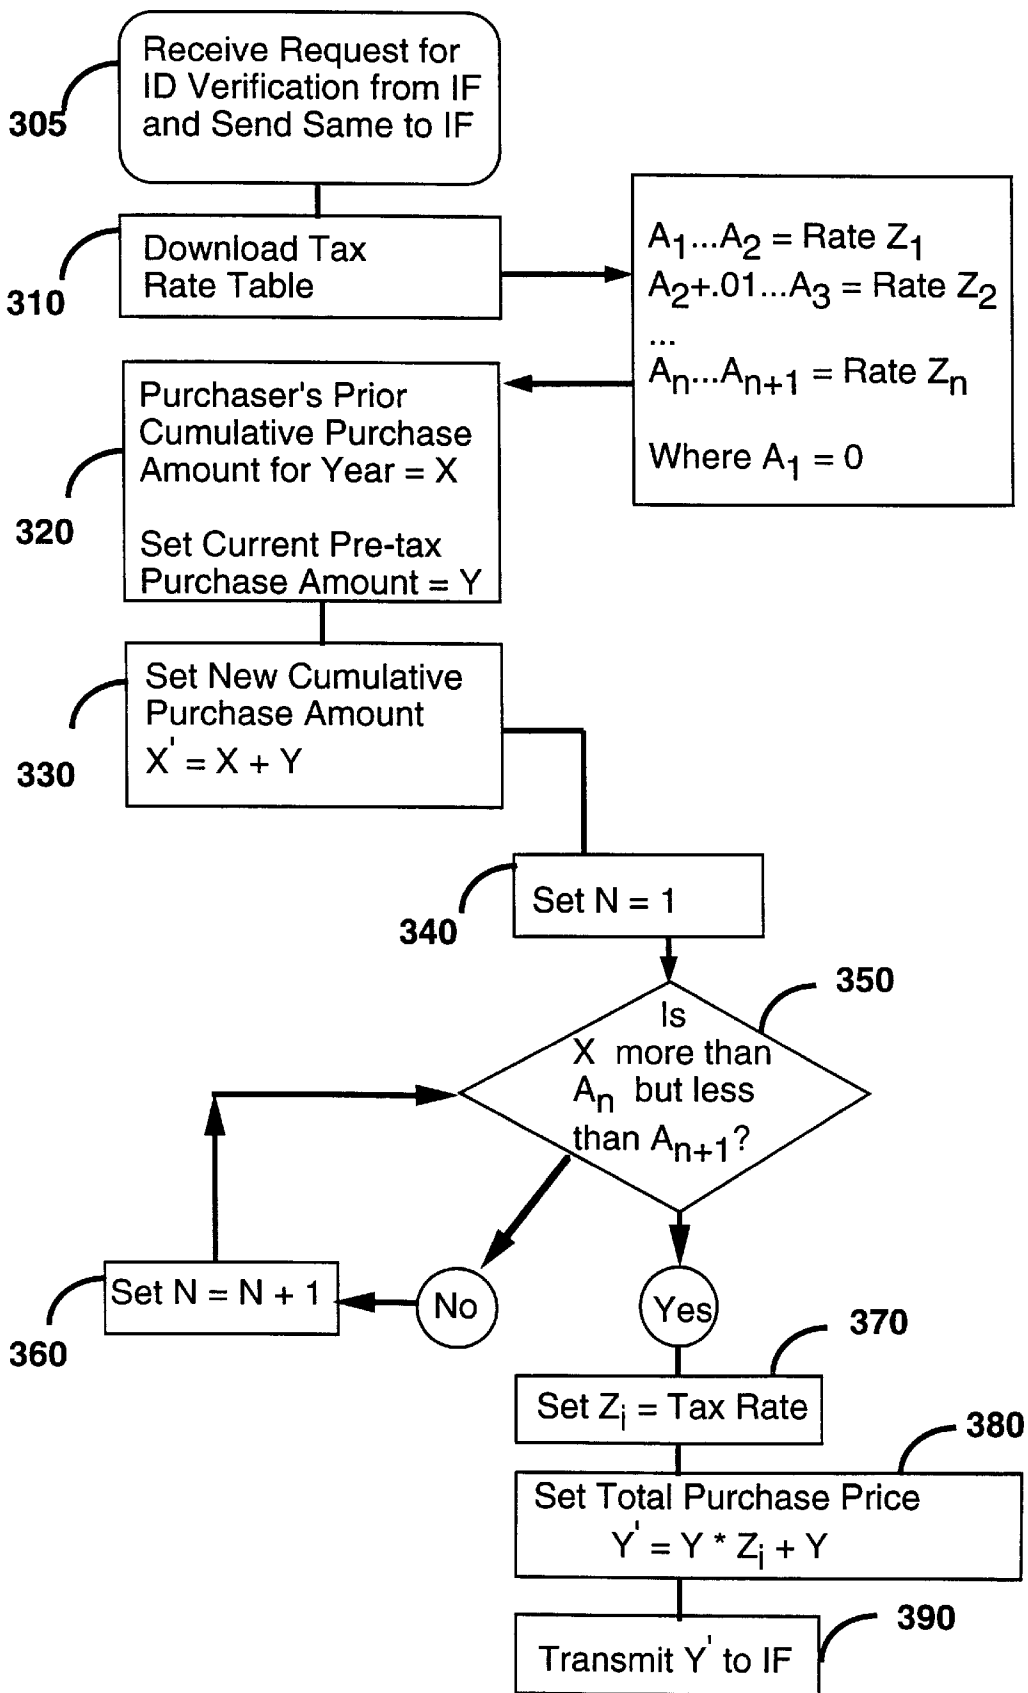 Receive Request for
ID Verification from IF
and Send Same to IF
305
Download Tax
Rate Table
310
A1...A2 = Rate Z1
A2+.01...A3 = Rate Z2
...
An...An+1 = Rate Zn
Where A1 = 0
Purchaser's Prior
Cumulative Purchase
Amount for Year = X
Set Current Pre-tax
Purchase Amount = Y
320
Set New Cumulative
Purchase Amount
X' = X + Y
330
Set N = 1
340
350
Is
X more than
An but less
than An+1?
Set N = N + 1
No
Yes
360
370
Set Zi = Tax Rate
380
Set Total Purchase Price
Y' = Y * Zi + Y
390
Transmit Y' to IF